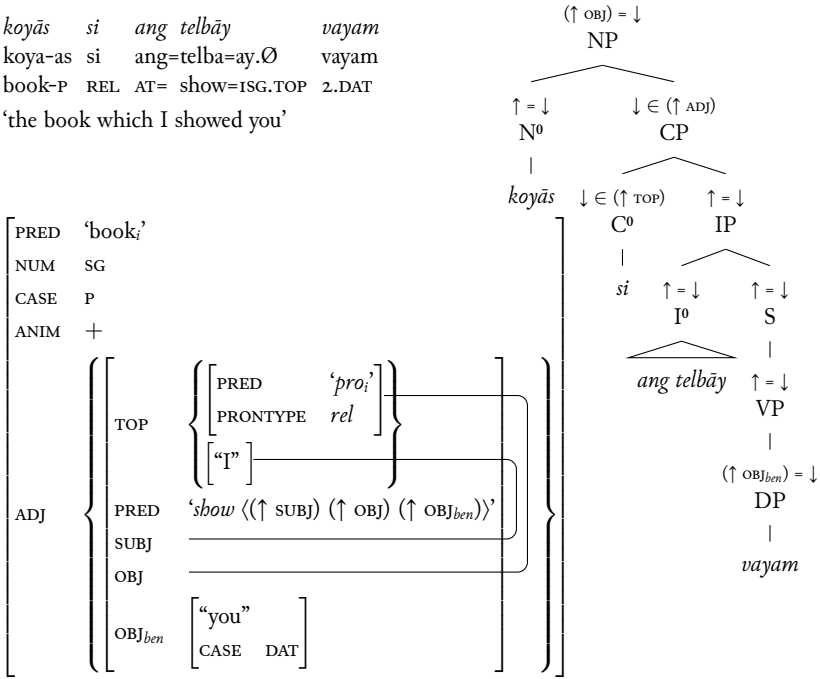 koyās si ang telbāy vayam
koya-as si ang=telba=ay.Ø vayam
book-P REL AT= show=1SG.TOP 2.DAT
‘the book which I showed you’
(↑ OBJ) = ↓
NP
↑ = ↓ ↓ ∈ (↑ ADJ)
N⁰ CP
koyās ↓ ∈ (↑ TOP) ↑ = ↓
C⁰ IP
si ↑ = ↓ ↑ = ↓
I⁰ S
ang telbāy ↑ = ↓
VP
(↑ OBJben) = ↓
DP
vayam
PRED ‘bookᵢ’
NUM SG
CASE P
ANIM +
PRED ‘proᵢ’
TOP PRONTYPE rel
“I”
ADJ PRED ‘show ⟨(↑ SUBJ) (↑ OBJ) (↑ OBJben)⟩’
SUBJ
OBJ
“you”
OBJben CASE DAT